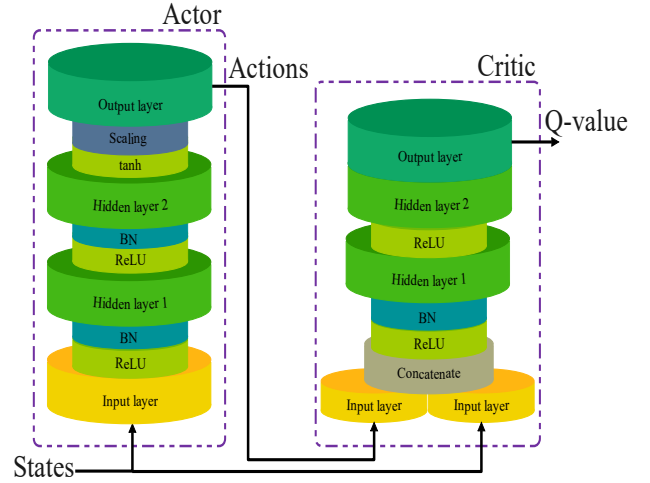 Actor
Output layer
Scaling
tanh
Hidden layer 2
BN
ReLU
Hidden layer 1
BN
ReLU
Input layer
States
Actions
Critic
Q-value
Output layer
Hidden layer 2
ReLU
Hidden layer 1
BN
ReLU
Concatenate
Input layer
Input layer